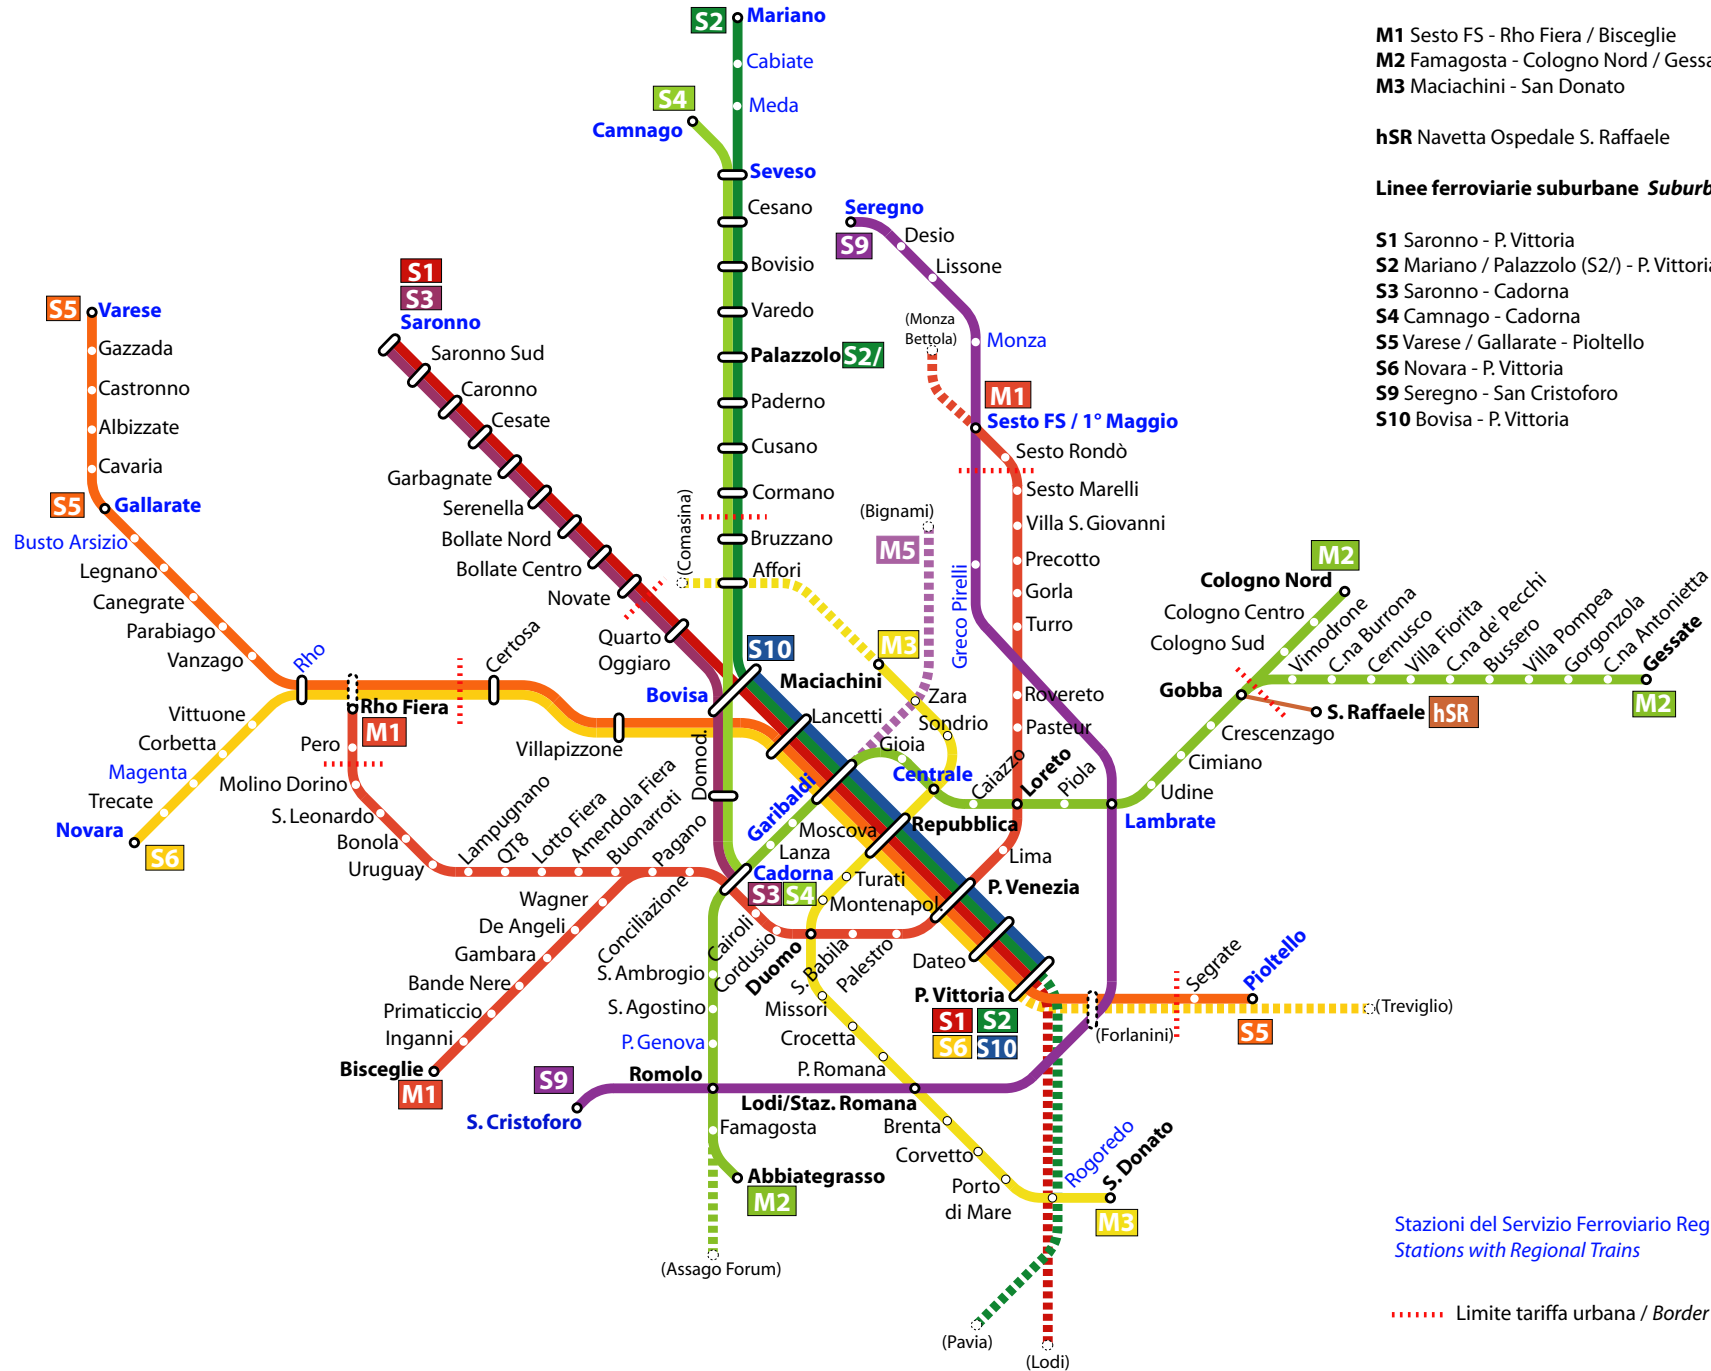 S2
Mariano
Cabiate
Meda
S4
Camnago
Seveso
Cesano
Bovisio
Varedo
Palazzolo S2/
Paderno
Cusano
Cormano
Bruzzano
Affori
(Comasina)
M1 Sesto FS - Rho Fiera / Bisceglie
M2 Famagosta - Cologno Nord / Gessa
M3 Maciachini - San Donato
hSR Navetta Ospedale S. Raffaele
Linee ferroviarie suburbane Suburb
S1 Saronno - P. Vittoria
S2 Mariano / Palazzolo (S2/) - P. Vittoria
S3 Saronno - Cadorna
S4 Camnago - Cadorna
S5 Varese / Gallarate - Pioltello
S6 Novara - P. Vittoria
S9 Seregno - San Cristoforo
S10 Bovisa - P. Vittoria
Seregno
S9
Desio
Lissone
(Monza
Bettola)
Monza
M1
Sesto FS / 1° Maggio
Sesto Rondò
Sesto Marelli
Villa S. Giovanni
Precotto
Gorla
Turro
Rovereto
Pasteur
Greco Pirelli
(Bignami)
M5
S1
S3
Saronno
Saronno Sud
Caronno
Cesate
Garbagnate
Serenella
Bollate Nord
Bollate Centro
Novate
Quarto
Oggiaro
Bovisa
S5
Varese
Gazzada
Castronno
Albizzate
Cavaria
S5
Gallarate
Busto Arsizio
Legnano
Canegrate
Parabiago
Vanzago
Rho
Certosa
Rho Fiera
M1
Vittuone
Corbetta
Magenta
Trecate
Novara
S6
Pero
Molino Dorino
S. Leonardo
Bonola
Uruguay
Lampugnano
QT8
Lotto Fiera
Amendola Fiera
Buonarroti
Pagano
Conciliazione
Villapizzone
Domod.
S10
Maciachini
M3
Lancetti
Zara
Sondrio
Gioia
Centrale
Caiazzo
Loreto
Piola
Lambrate
Udine
Cimiano
Crescenzago
Gobba
S. Raffaele hSR
Cologno Nord
M2
Cologno Centro
Cologno Sud
Vimodrone
C.na Burrona
Cernusco
Villa Fiorita
C.na de' Pecchi
Bussero
Villa Pompea
Gorgonzola
C.na Antonietta
Gessate
M2
Garibaldi
Moscova
Lanza
Cadorna
S3 S4
Repubblica
Turati
Montenapol.
Lima
P. Venezia
Wagner
De Angeli
Gambara
Bande Nere
Primaticcio
Inganni
Bisceglie
M1
Cairoli
Cordusio
Duomo
S. Babila
Palestro
S. Ambrogio
S. Agostino
P. Genova
Romolo
Missori
Crocetta
P. Romana
Lodi/Staz. Romana
Brenta
Corvetto
Porto
di Mare
Rogoredo
S. Donato
M3
Dateo
P. Vittoria
S1 S2
S6 S10
(Forlanini)
Segrate
Pioltello
S5
(Treviglio)
S9
S. Cristoforo
Famagosta
Abbiategrasso
M2
(Assago Forum)
(Pavia)
(Lodi)
Stazioni del Servizio Ferroviario Reg
Stations with Regional Trains
Limite tariffa urbana / Border